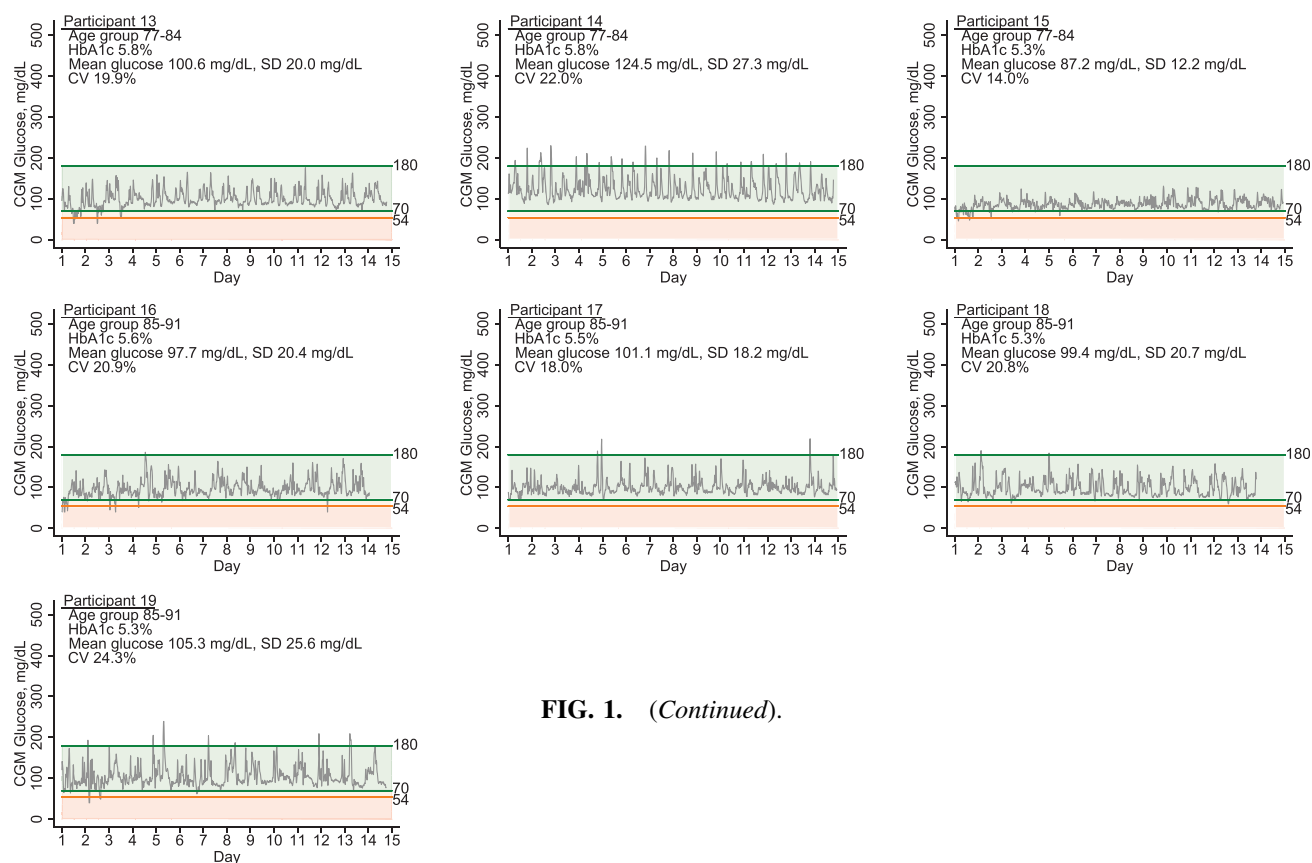 Participant 13
Age group 77-84
HbA1c 5.8%
Mean glucose 100.6 mg/dL, SD 20.0 mg/dL
CV 19.9%
CGM Glucose, mg/dL
500
400
300
200
100
0
180
70
54
1 2 3 4 5 6 7 8 9 10 11 12 13 14 15
Day
Participant 14
Age group 77-84
HbA1c 5.8%
Mean glucose 124.5 mg/dL, SD 27.3 mg/dL
CV 22.0%
CGM Glucose, mg/dL
500
400
300
200
100
0
180
70
54
1 2 3 4 5 6 7 8 9 10 11 12 13 14 15
Day
Participant 15
Age group 77-84
HbA1c 5.3%
Mean glucose 87.2 mg/dL, SD 12.2 mg/dL
CV 14.0%
CGM Glucose, mg/dL
500
400
300
200
100
0
180
70
54
1 2 3 4 5 6 7 8 9 10 11 12 13 14 15
Day
Participant 16
Age group 85-91
HbA1c 5.6%
Mean glucose 97.7 mg/dL, SD 20.4 mg/dL
CV 20.9%
CGM Glucose, mg/dL
500
400
300
200
100
0
180
70
54
1 2 3 4 5 6 7 8 9 10 11 12 13 14 15
Day
Participant 17
Age group 85-91
HbA1c 5.5%
Mean glucose 101.1 mg/dL, SD 18.2 mg/dL
CV 18.0%
CGM Glucose, mg/dL
500
400
300
200
100
0
180
70
54
1 2 3 4 5 6 7 8 9 10 11 12 13 14 15
Day
Participant 18
Age group 85-91
HbA1c 5.3%
Mean glucose 99.4 mg/dL, SD 20.7 mg/dL
CV 20.8%
CGM Glucose, mg/dL
500
400
300
200
100
0
180
70
54
1 2 3 4 5 6 7 8 9 10 11 12 13 14 15
Day
Participant 19
Age group 85-91
HbA1c 5.3%
Mean glucose 105.3 mg/dL, SD 25.6 mg/dL
CV 24.3%
CGM Glucose, mg/dL
500
400
300
200
100
0
180
70
54
1 2 3 4 5 6 7 8 9 10 11 12 13 14 15
Day
FIG. 1. (Continued).